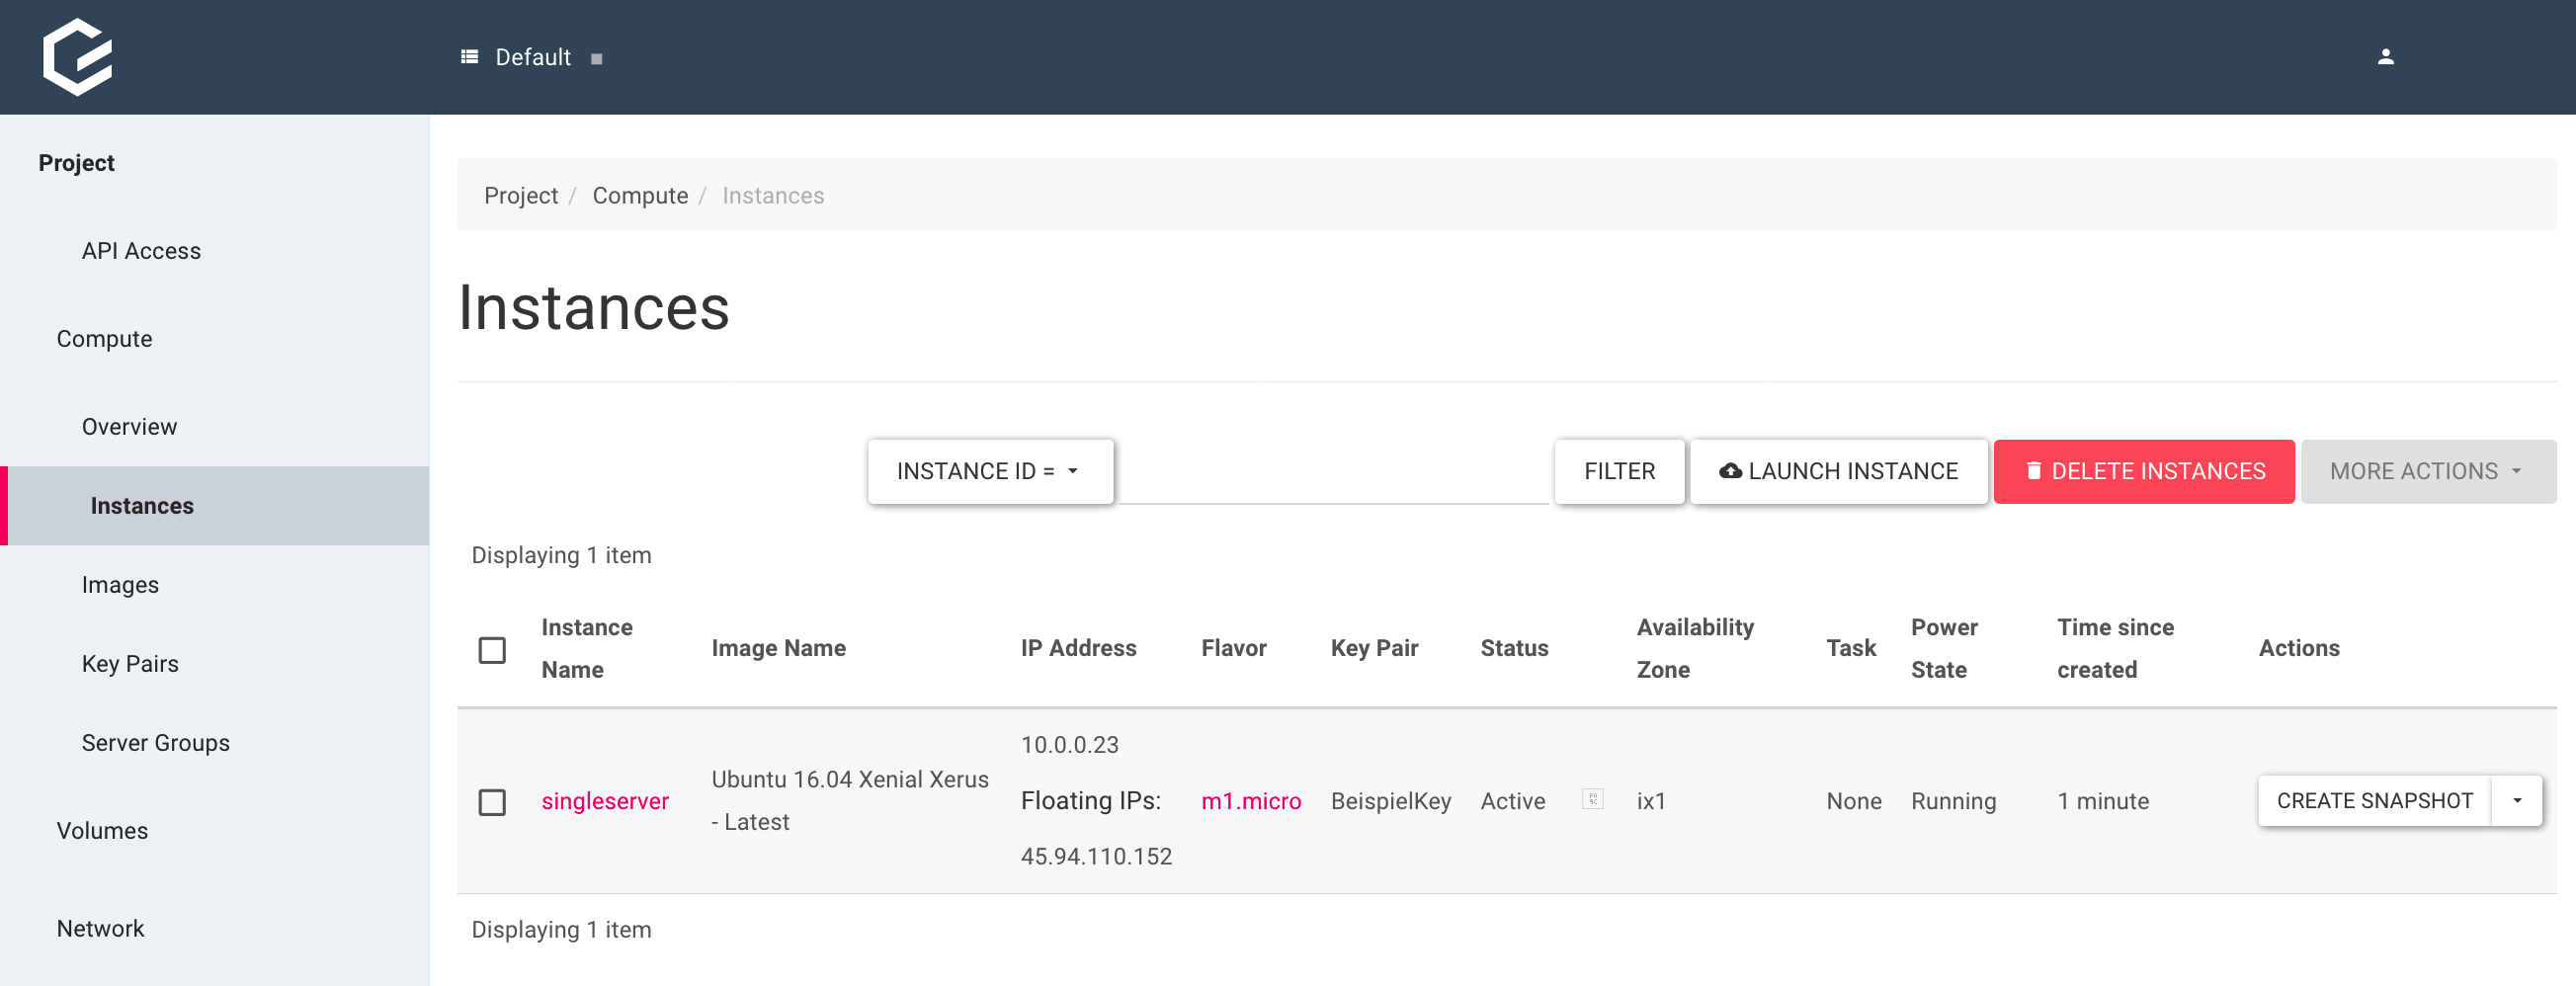 Default
Project
API Access
Compute
Overview
Instances
Images
Key Pairs
Server Groups
Volumes
Network
Project / Compute / Instances
Instances
INSTANCE ID =
FILTER
LAUNCH INSTANCE
DELETE INSTANCES
MORE ACTIONS
Displaying 1 item
Instance
Name
Image Name
IP Address
Flavor
Key Pair
Status
Availability
Zone
Task
Power
State
Time since
created
Actions
singleserver
Ubuntu 16.04 Xenial Xerus
- Latest
10.0.0.23
Floating IPs:
45.94.110.152
m1.micro
BeispielKey
Active
ix1
None
Running
1 minute
CREATE SNAPSHOT
Displaying 1 item